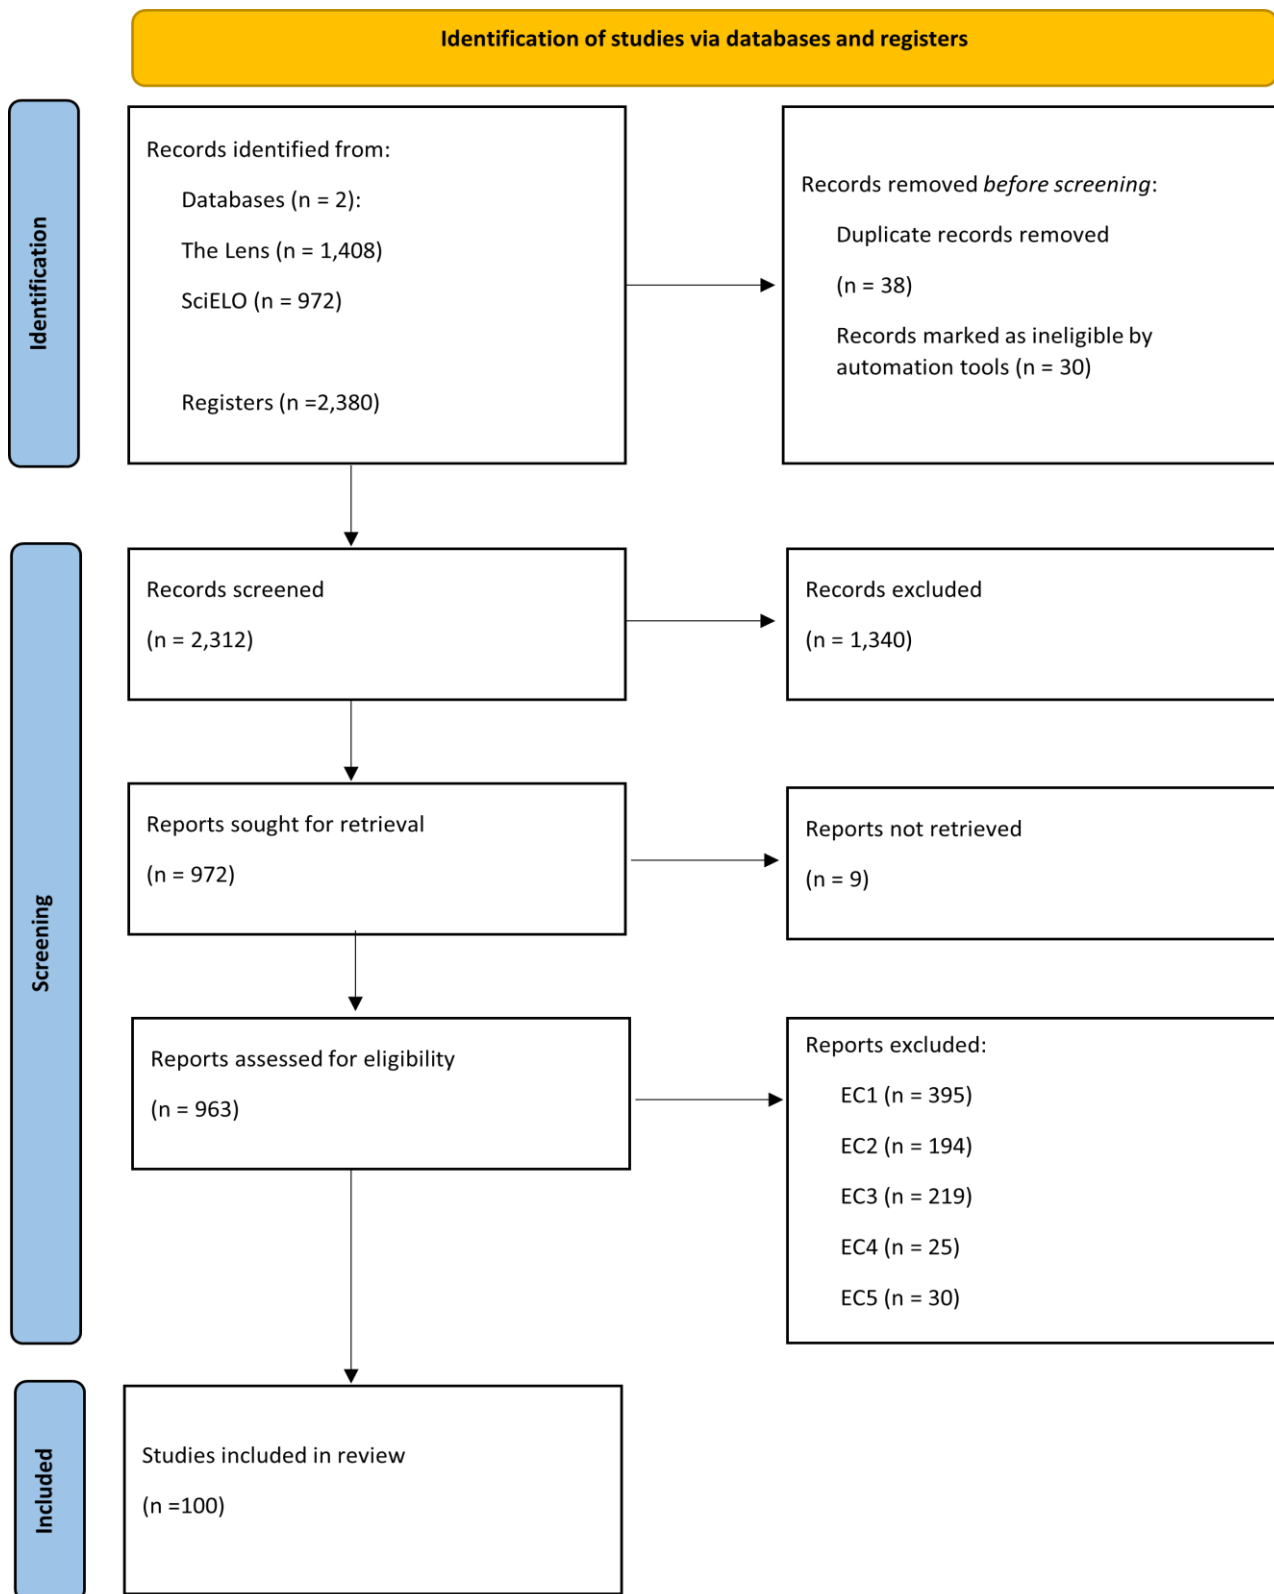 Identification of studies via databases and registers
Identification
Records identified from:
Databases (n = 2):
The Lens (n = 1,408)
SciELO (n = 972)
Registers (n =2,380)
Records removed before screening:
Duplicate records removed
(n = 38)
Records marked as ineligible by
automation tools (n = 30)
Screening
Records screened
(n = 2,312)
Records excluded
(n = 1,340)
Reports sought for retrieval
(n = 972)
Reports not retrieved
(n = 9)
Reports assessed for eligibility
(n = 963)
Reports excluded:
EC1 (n = 395)
EC2 (n = 194)
EC3 (n = 219)
EC4 (n = 25)
EC5 (n = 30)
Included
Studies included in review
(n =100)